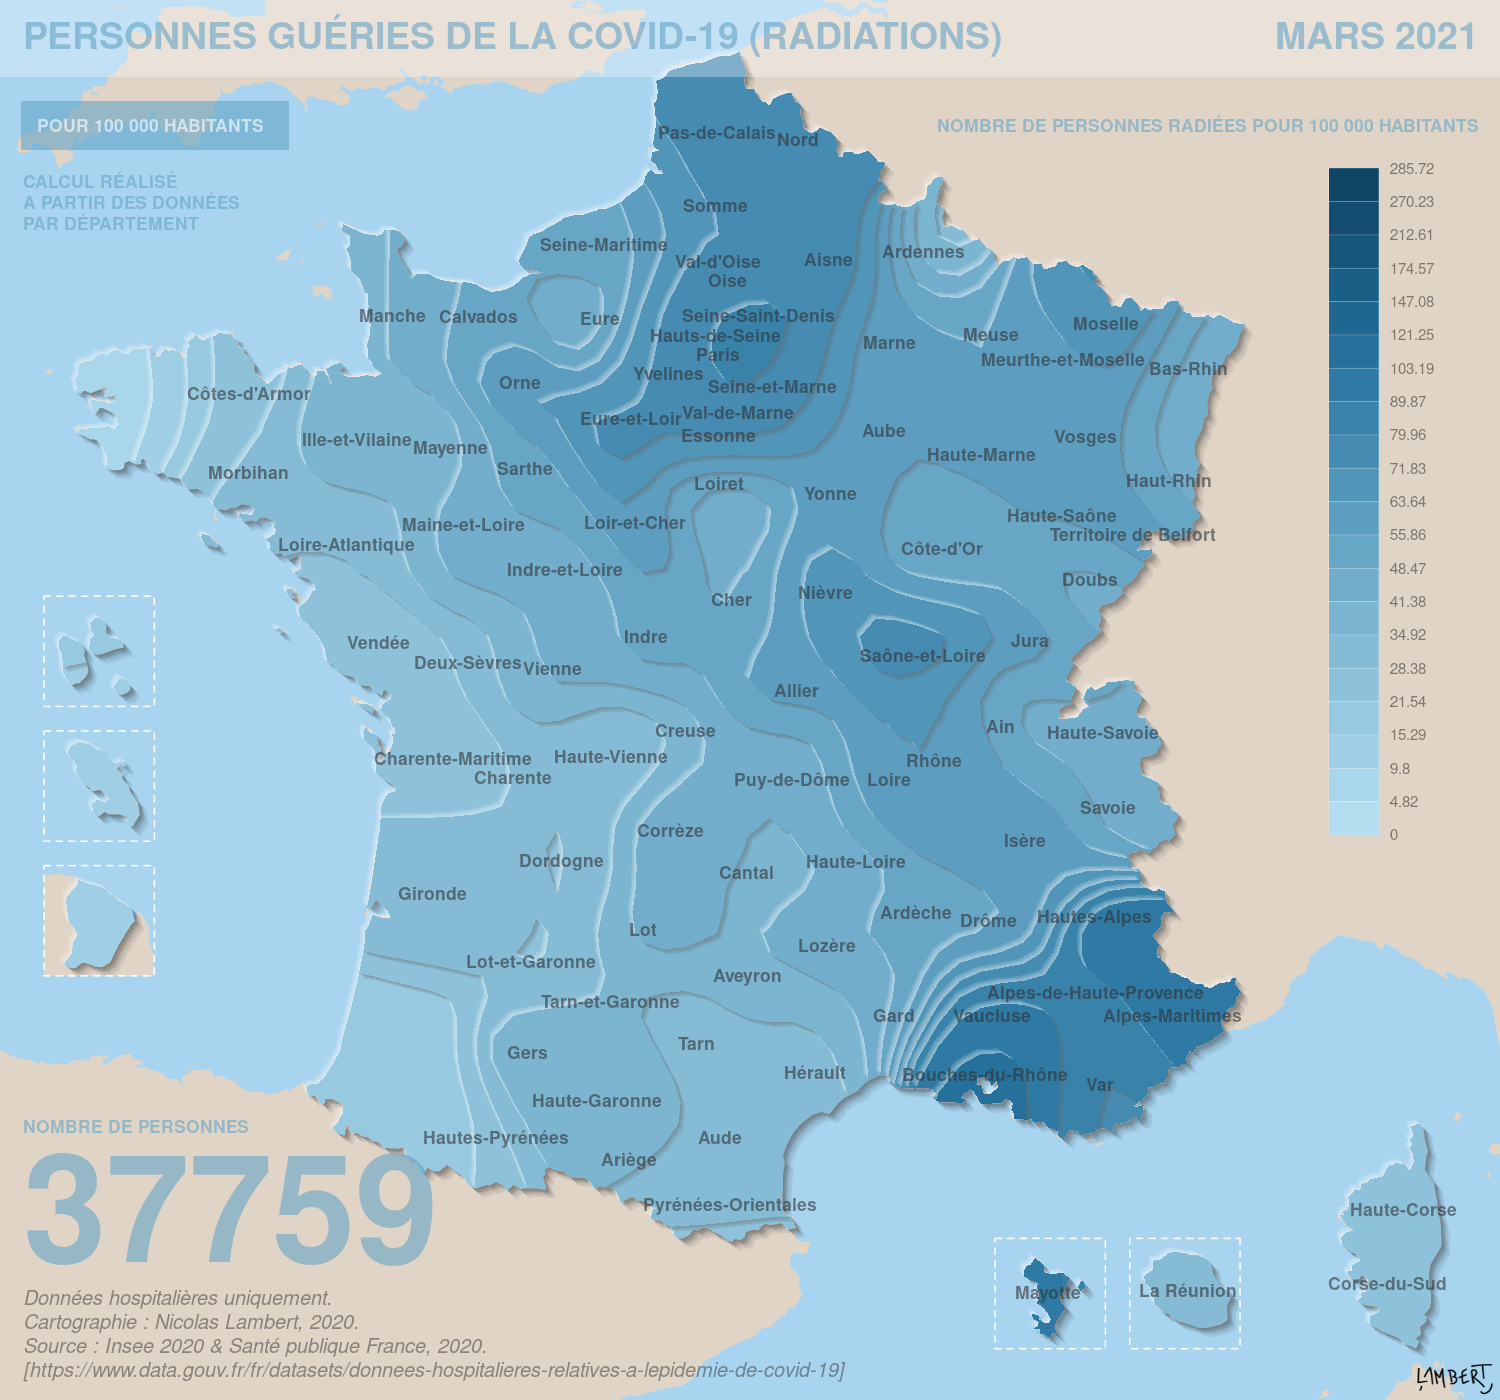 PERSONNES GUÉRIES DE LA COVID-19 (RADIATIONS)
MARS 2021
POUR 100 000 HABITANTS
CALCUL RÉALISÉ
A PARTIR DES DONNÉES
PAR DÉPARTEMENT
NOMBRE DE PERSONNES RADIÉES POUR 100 000 HABITANTS
285.72
270.23
212.61
174.57
147.08
121.25
103.19
89.87
79.96
71.83
63.64
55.86
48.47
41.38
34.92
28.38
21.54
15.29
9.8
4.82
0
Pas-de-Calais
Nord
Somme
Seine-Maritime
Ardennes
Aisne
Val-d'Oise
Oise
Manche
Calvados
Eure
Seine-Saint-Denis
Hauts-de-Seine
Paris
Marne
Meuse
Moselle
Meurthe-et-Moselle
Bas-Rhin
Yvelines
Seine-et-Marne
Orne
Côtes-d'Armor
Eure-et-Loir
Val-de-Marne
Essonne
Aube
Vosges
Haute-Marne
Ille-et-Vilaine
Mayenne
Morbihan
Sarthe
Loiret
Yonne
Haut-Rhin
Loir-et-Cher
Maine-et-Loire
Haute-Saône
Territoire de Belfort
Loire-Atlantique
Côte-d'Or
Indre-et-Loire
Doubs
Cher
Nièvre
Vendée
Indre
Jura
Deux-Sèvres
Vienne
Saône-et-Loire
Allier
Creuse
Ain
Haute-Savoie
Charente-Maritime
Haute-Vienne
Rhône
Charente
Puy-de-Dôme
Loire
Savoie
Corrèze
Isère
Dordogne
Cantal
Haute-Loire
Gironde
Ardèche
Drôme
Hautes-Alpes
Lot
Lozère
Lot-et-Garonne
Aveyron
Alpes-de-Haute-Provence
Tarn-et-Garonne
Gard
Vaucluse
Alpes-Maritimes
Gers
Tarn
Hérault
Bouches-du-Rhône
Var
Haute-Garonne
Hautes-Pyrénées
Aude
Ariège
Pyrénées-Orientales
Haute-Corse
Corse-du-Sud
Mayotte
La Réunion
NOMBRE DE PERSONNES
37759
Données hospitalières uniquement.
Cartographie : Nicolas Lambert, 2020.
Source : Insee 2020 & Santé publique France, 2020.
[https://www.data.gouv.fr/fr/datasets/donnees-hospitalieres-relatives-a-lepidemie-de-covid-19]
LAMBERT